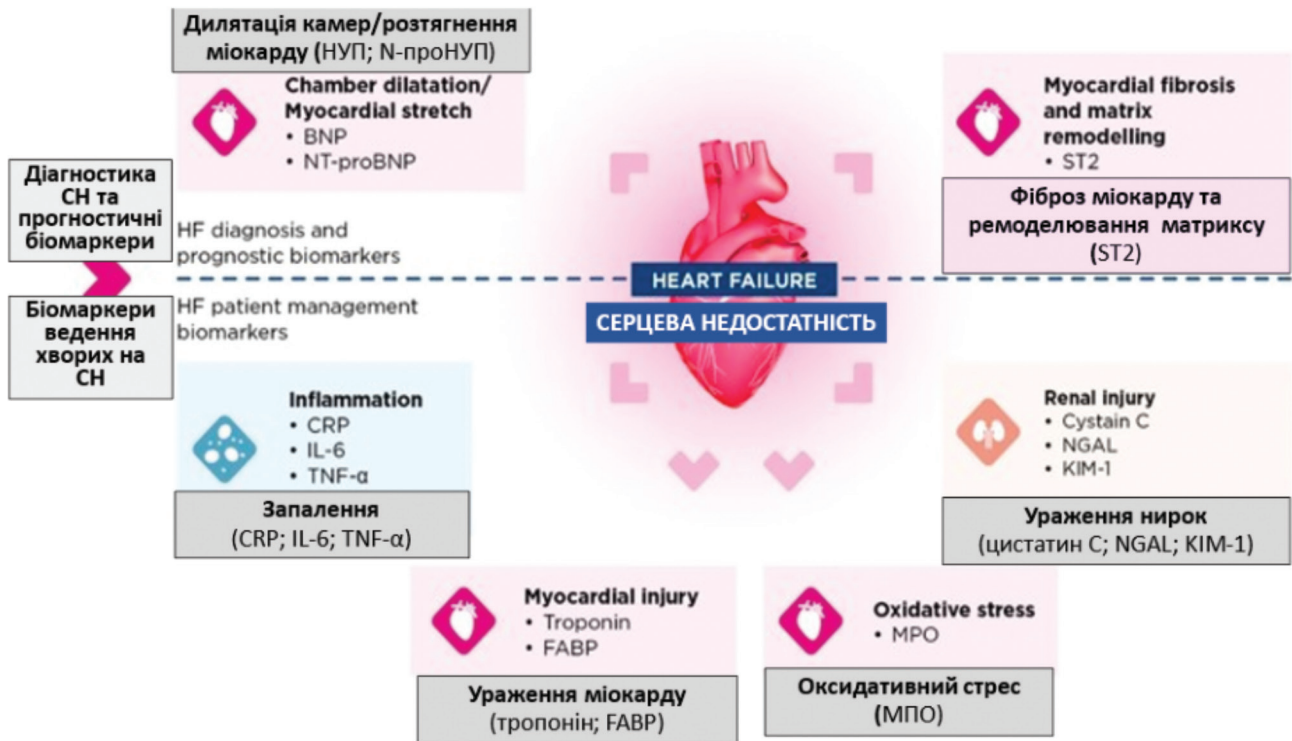 Дилятація камер/розтягнення
міокарду (НУП; N-проНУП)
Chamber dilatation/
Myocardial stretch
• BNP
• NT-proBNP
Myocardial fibrosis
and matrix
remodelling
• ST2
Фіброз міокарду та
ремоделювання матриксу
(ST2)
Діагностика
СН та
прогностичні
біомаркери
HF diagnosis and
prognostic biomarkers
HEART FAILURE
СЕРЦЕВА НЕДОСТАТНІСТЬ
Біомаркери
ведення
хворих на
СН
HF patient management
biomarkers
Inflammation
• CRP
• IL-6
• TNF-α
Запалення
(CRP; IL-6; TNF-α)
Renal injury
• Cystain C
• NGAL
• KIM-1
Ураження нирок
(цистатин С; NGAL; KIM-1)
Myocardial injury
• Troponin
• FABP
Ураження міокарду
(тропонін; FABP)
Oxidative stress
• MPO
Оксидативний стрес
(МПО)